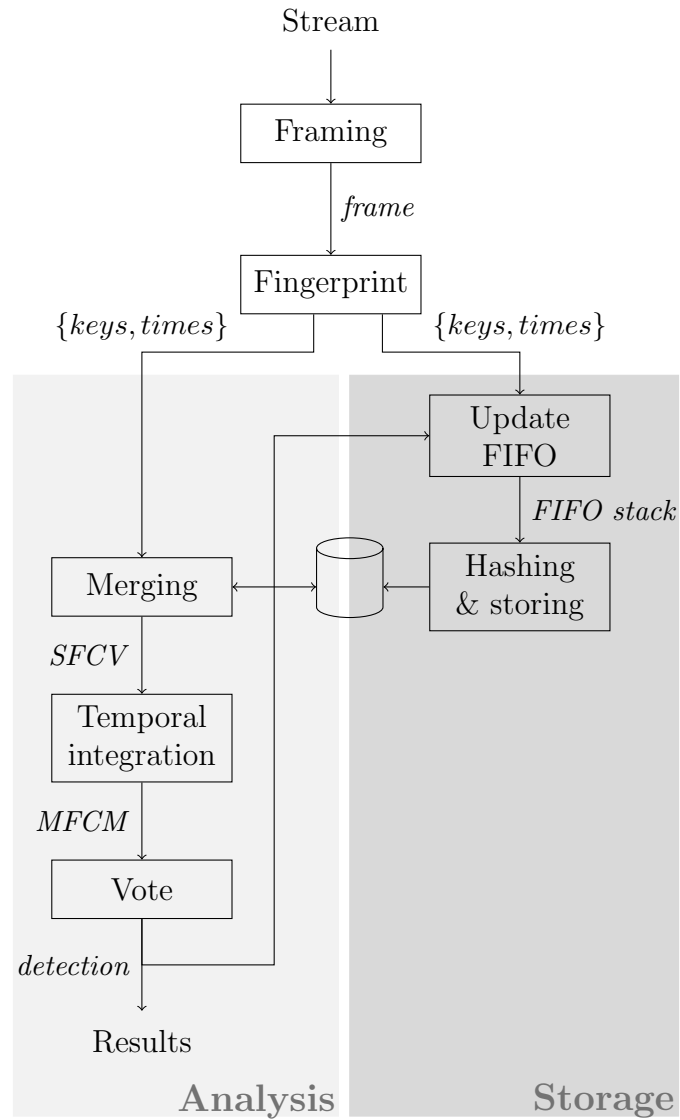 Stream
Framing
frame
Fingerprint
{keys, times}
{keys, times}
Update
FIFO
FIFO stack
Merging
Hashing
& storing
SFCV
Temporal
integration
MFCM
Vote
detection
Results
Analysis
Storage